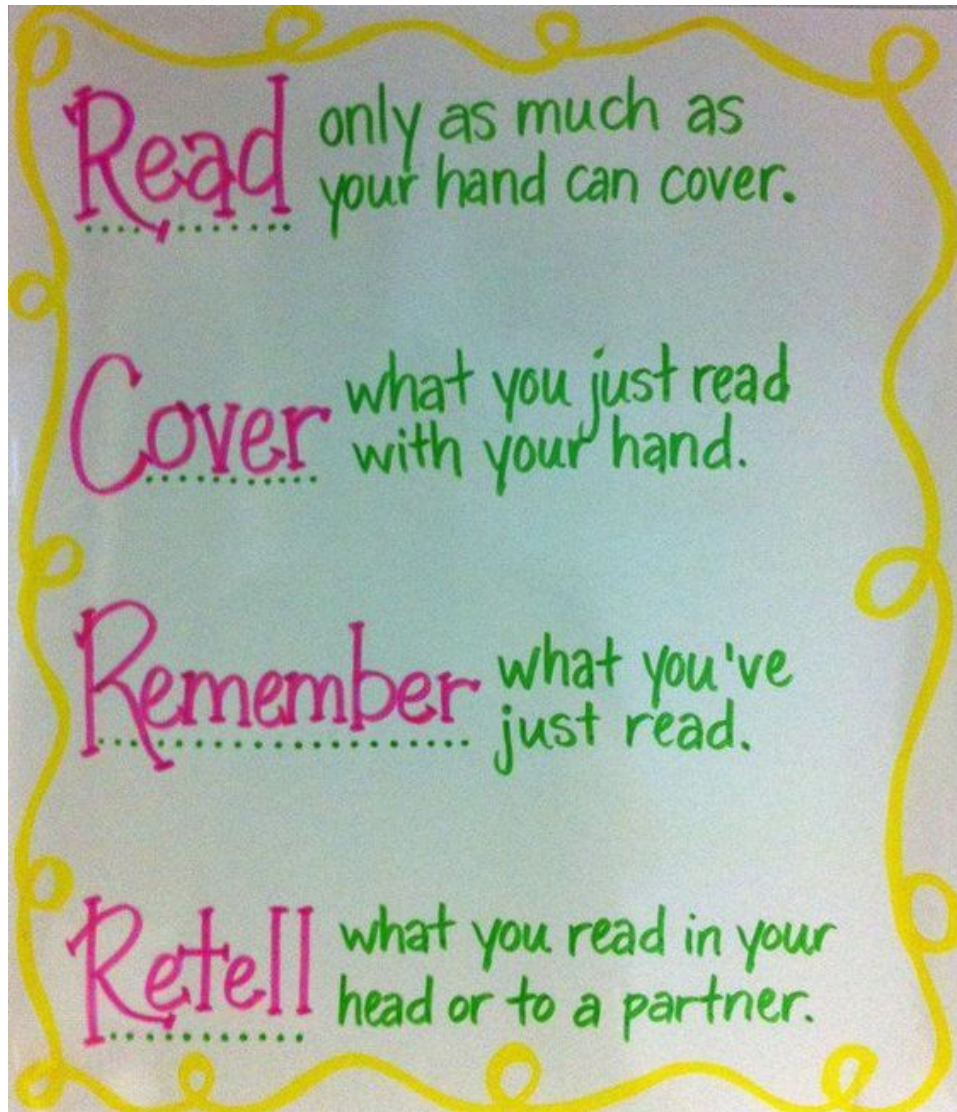 Read only as much as
your hand can cover.
Cover what you just read
with your hand.
Remember what you've
just read.
Retell what you read in your
head or to a partner.